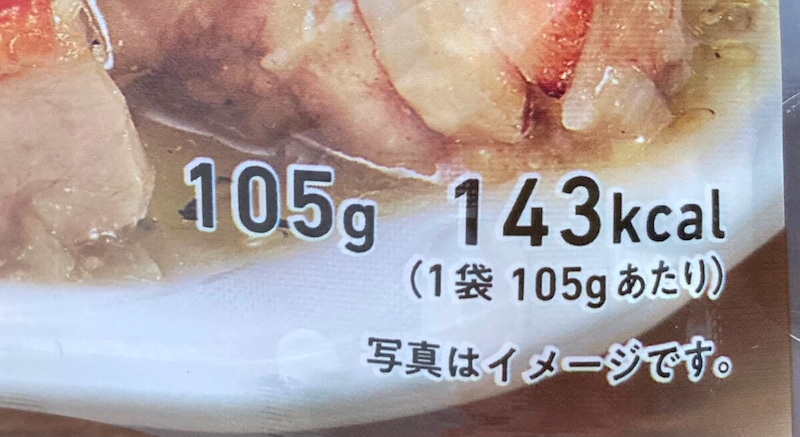 105g 143kcal
（1袋 105gあたり）
写真はイメージです。